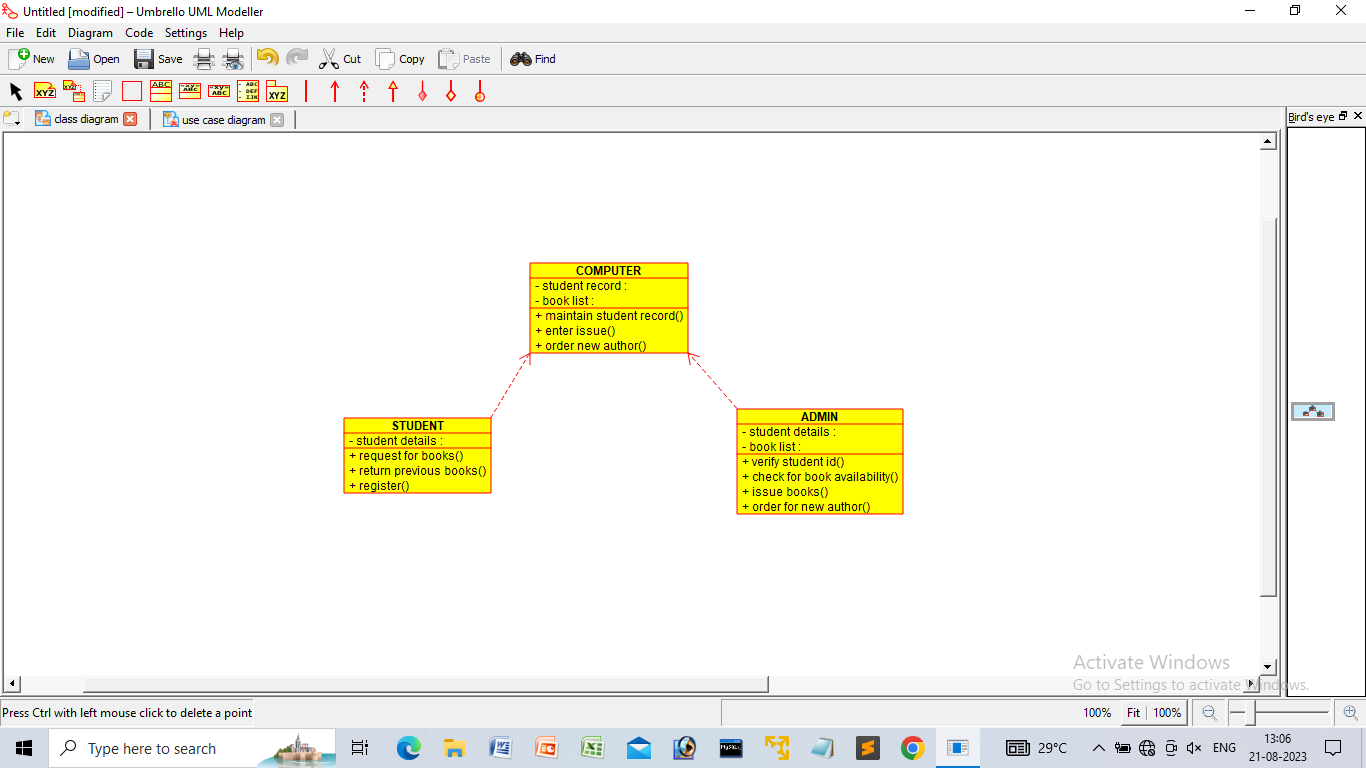 Untitled [modified] – Umbrello UML Modeller
File Edit Diagram Code Settings Help
New Open Save Cut Copy Paste Find
class diagram use case diagram Bird's eye
COMPUTER
- student record :
- book list :
+ maintain student record()
+ enter issue()
+ order new author()
STUDENT
- student details :
+ request for books()
+ return previous books()
+ register()
ADMIN
- student details :
- book list :
+ verify student id()
+ check for book availability()
+ issue books()
+ order for new author()
Activate Windows
Go to Settings to activate Windows.
Press Ctrl with left mouse click to delete a point 100% Fit 100%
Type here to search 29°C ENG 13:06
21-08-2023